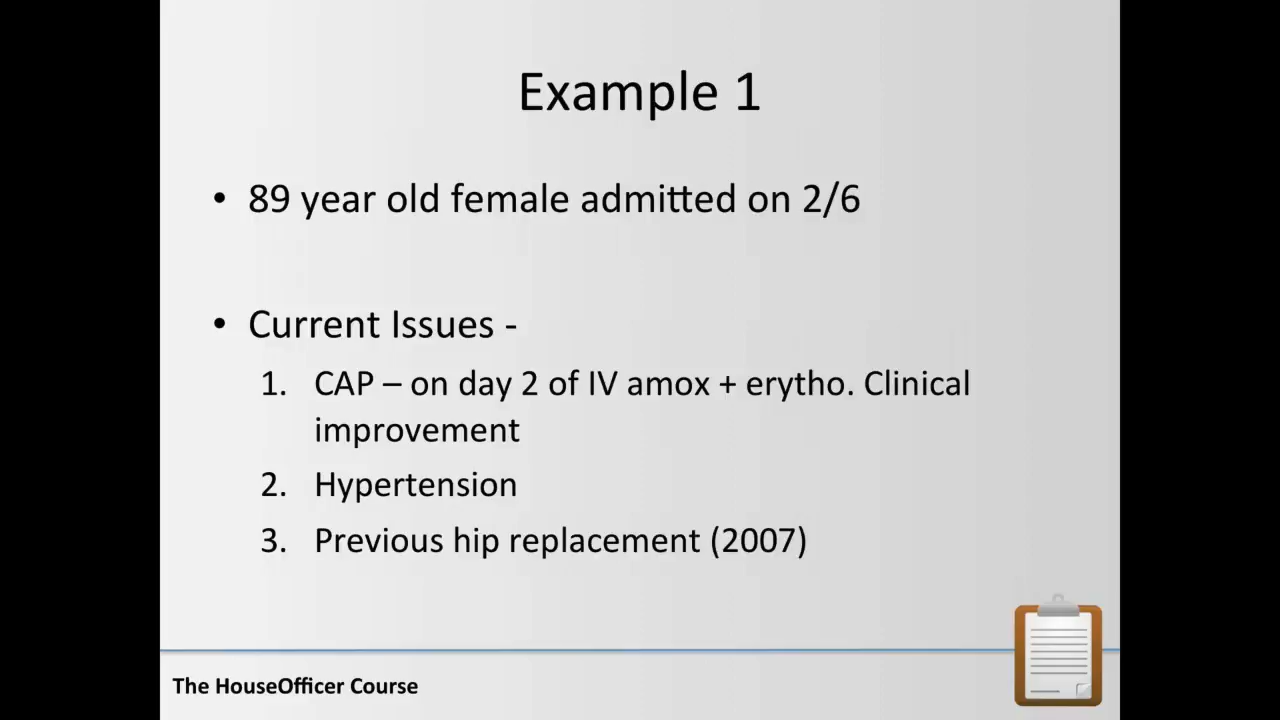 Example 1
• 89 year old female admitted on 2/6
• Current Issues -
1. CAP – on day 2 of IV amox + erytho. Clinical
improvement
2. Hypertension
3. Previous hip replacement (2007)
The HouseOfficer Course